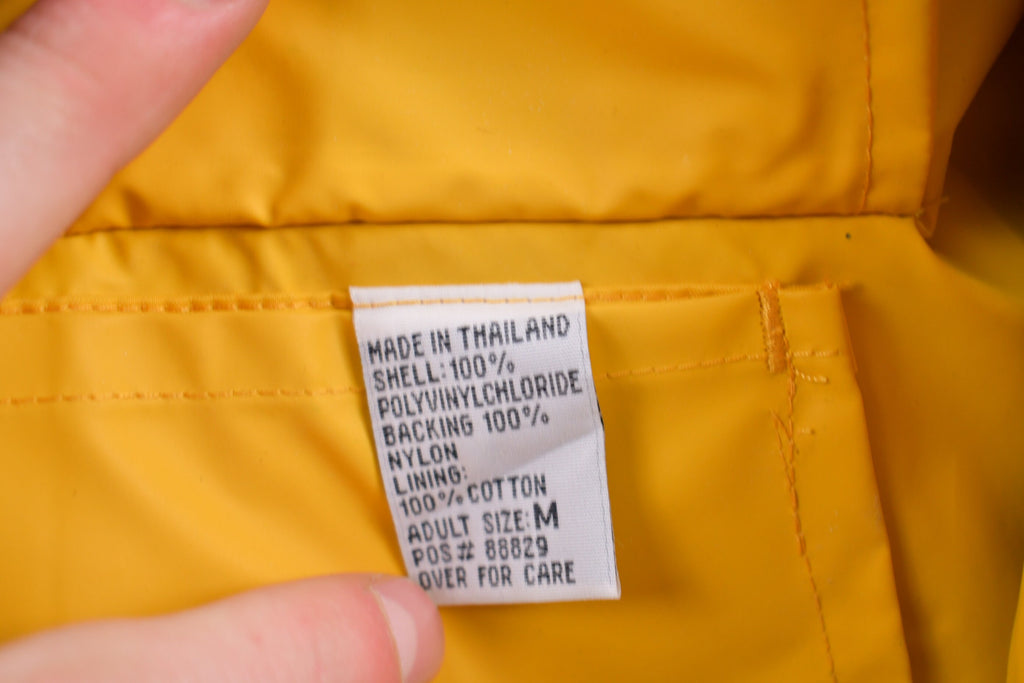 MADE IN THAILAND
SHELL: 100%
POLYVINYLCHLORIDE
BACKING 100%
NYLON
LINING:
100% COTTON
ADULT SIZE: M
POS# 88829
OVER FOR CARE